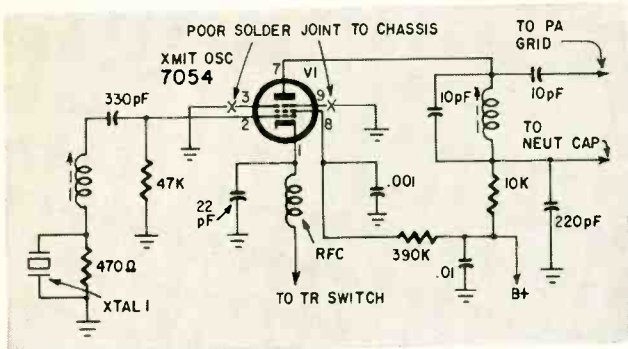 POOR SOLDER JOINT TO CHASSIS
XMIT OSC
7054
V1
TO PA
GRID
7
3
9
2
8
1
330pF
10pF
10pF
TO
NEUT CAP
47K
22
pF
.001
10K
220pF
470Ω
RFC
390K
.01
B+
XTAL 1
TO TR SWITCH